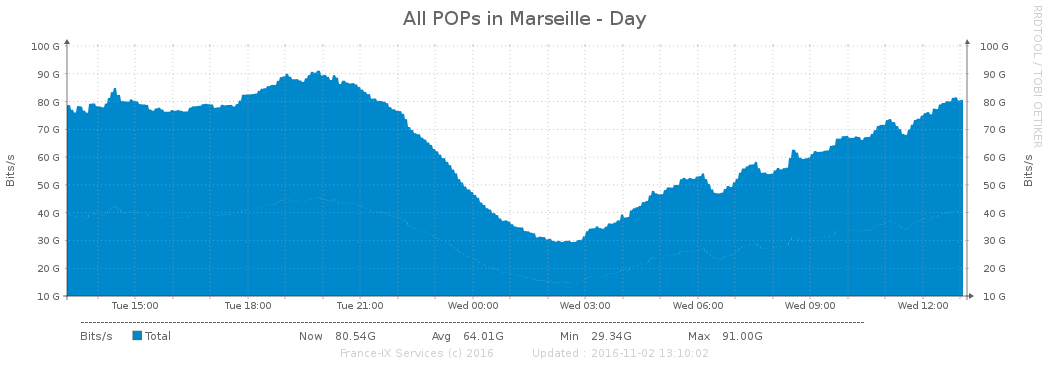 All POPs in Marseille - Day
RRDTOOL / TOBI OETIKER
100 G 100 G
90 G 90 G
80 G 80 G
70 G 70 G
60 G 60 G
50 G 50 G
40 G 40 G
30 G 30 G
20 G 20 G
10 G 10 G
Bits/s
Bits/s
Tue 15:00 Tue 18:00 Tue 21:00 Wed 00:00 Wed 03:00 Wed 06:00 Wed 09:00 Wed 12:00
Bits/s Total Now 80.54G Avg 64.01G Min 29.34G Max 91.00G
France-IX Services (c) 2016 Updated : 2016-11-02 13:10:02